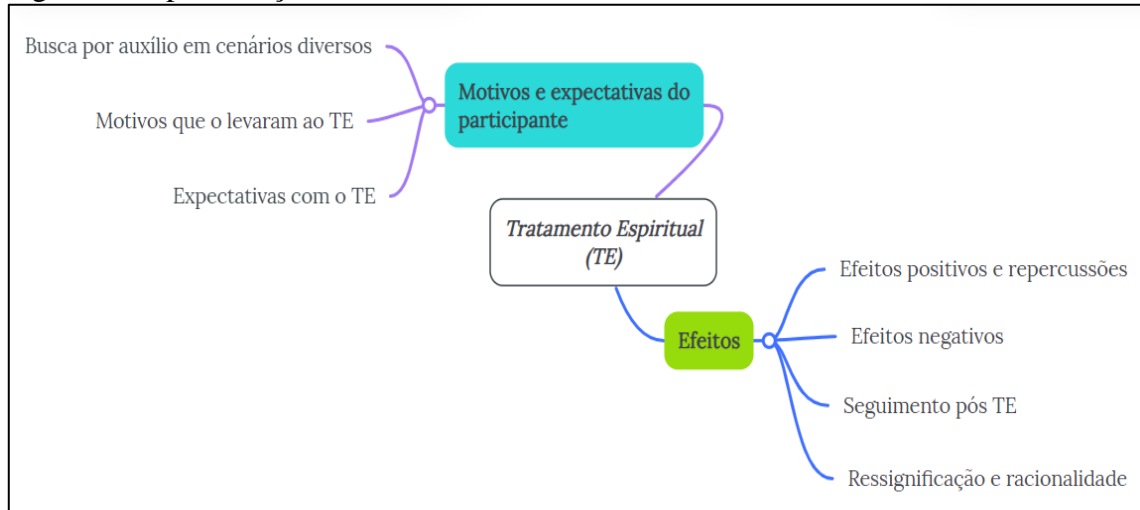 Busca por auxílio em cenários diversos
Motivos que o levaram ao TE
Expectativas com o TE
Motivos e expectativas do
participante
Tratamento Espiritual
(TE)
Efeitos
Efeitos positivos e repercussões
Efeitos negativos
Seguimento pós TE
Ressignificação e racionalidade